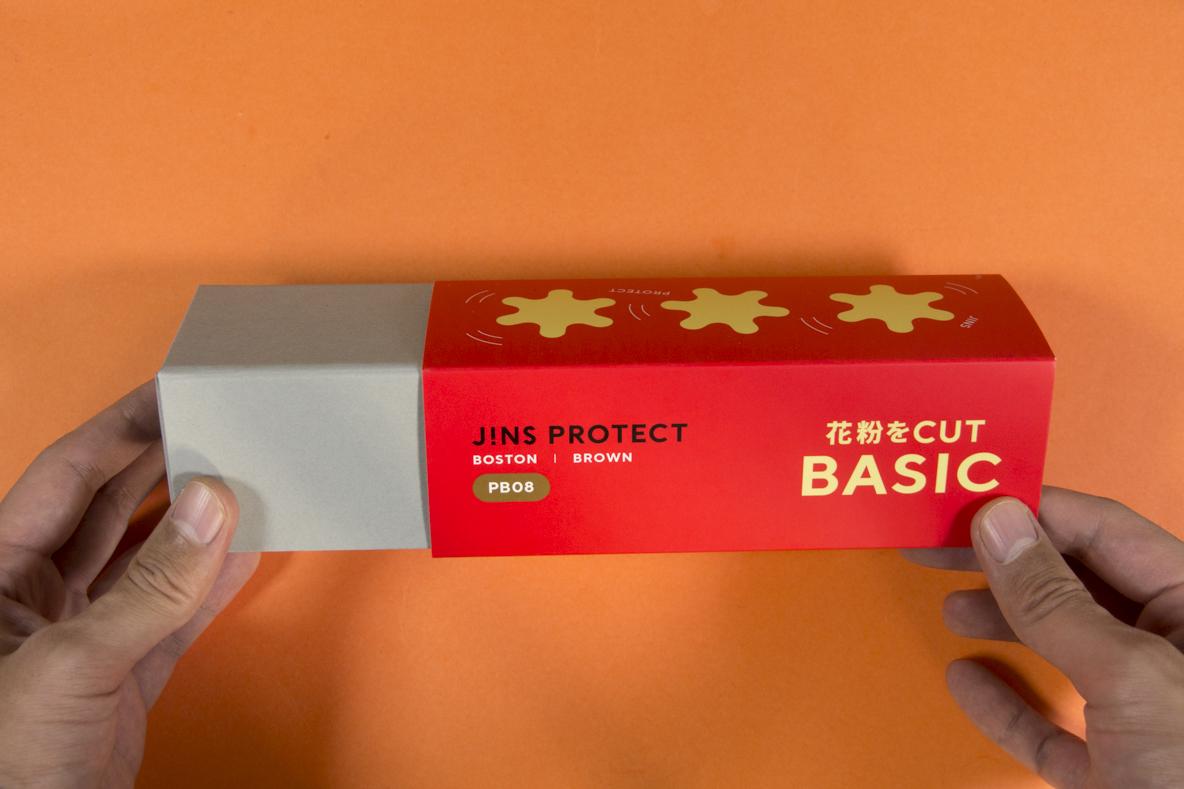 PROTECT
JINS
J!NS PROTECT
BOSTON | BROWN
PB08
花粉をCUT
BASIC